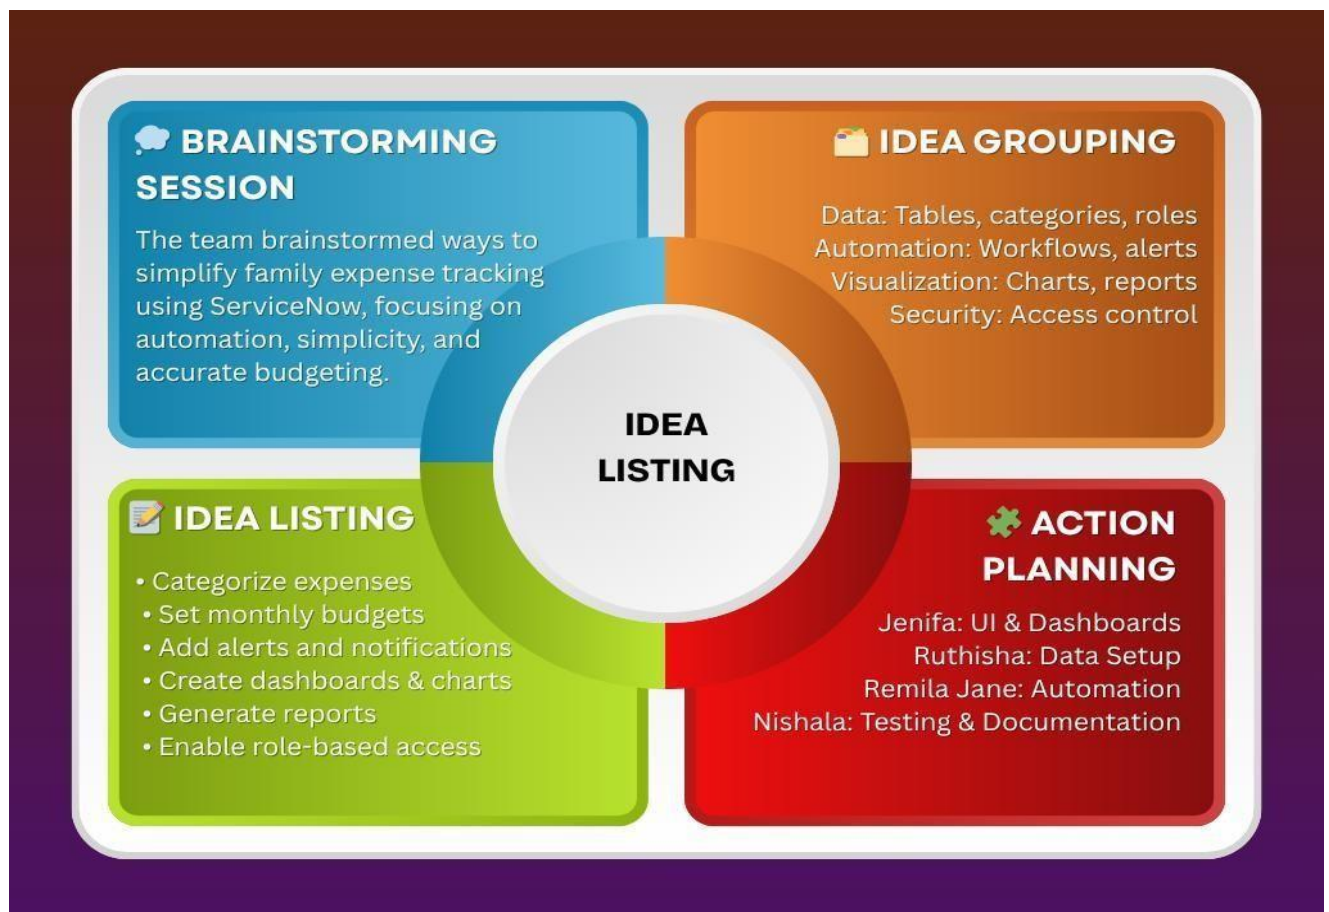 BRAINSTORMING
SESSION
The team brainstormed ways to
simplify family expense tracking
using ServiceNow, focusing on
automation, simplicity, and
accurate budgeting.
IDEA GROUPING
Data: Tables, categories, roles
Automation: Workflows, alerts
Visualization: Charts, reports
Security: Access control
IDEA
LISTING
IDEA LISTING
• Categorize expenses
• Set monthly budgets
• Add alerts and notifications
• Create dashboards & charts
• Generate reports
• Enable role-based access
ACTION
PLANNING
Jenifa: UI & Dashboards
Ruthisha: Data Setup
Remila Jane: Automation
Nishala: Testing & Documentation